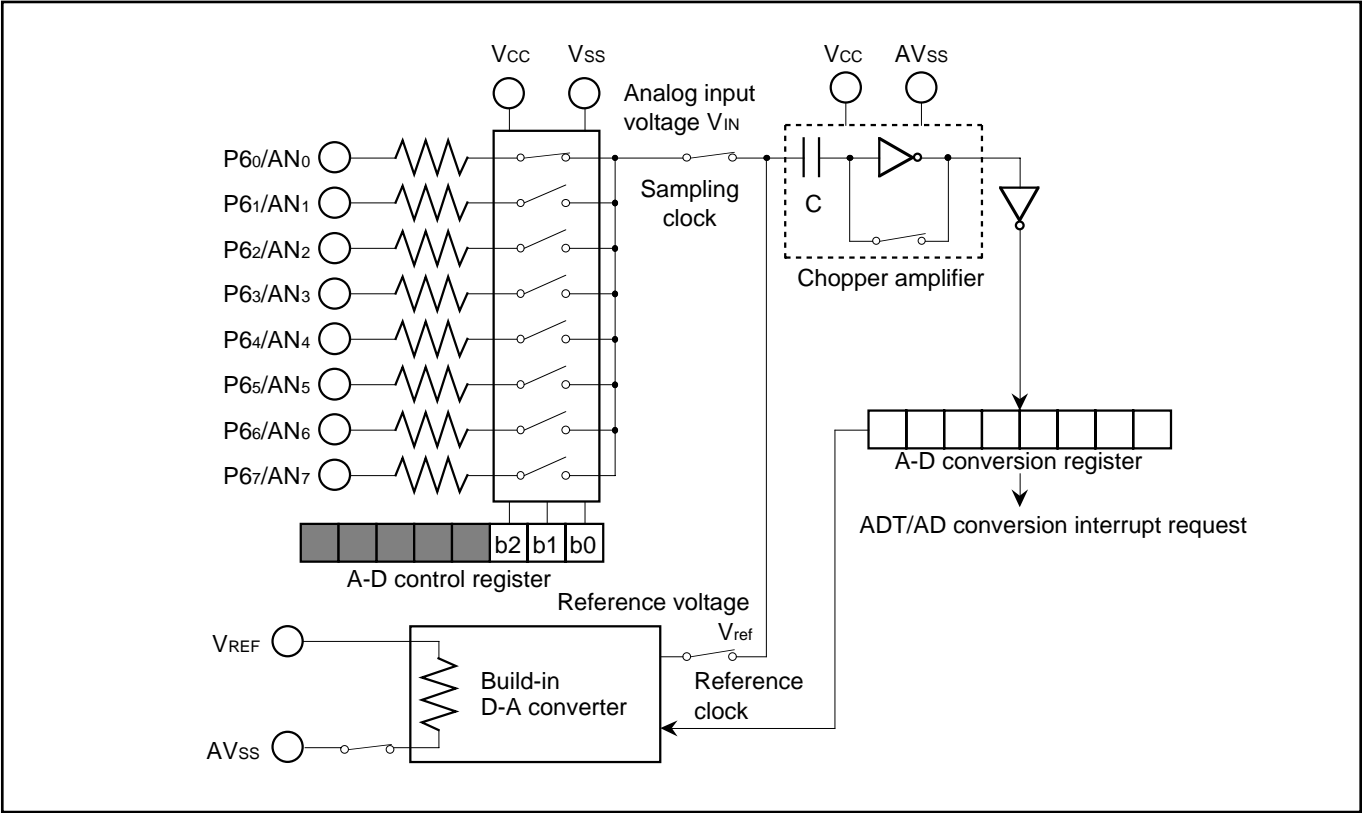 VCC
VSS
Analog input
voltage VIN
VCC
AVSS
P60/AN0
P61/AN1
P62/AN2
P63/AN3
P64/AN4
P65/AN5
P66/AN6
P67/AN7
Sampling
clock
C
Chopper amplifier
b2 b1 b0
A-D control register
A-D conversion register
ADT/AD conversion interrupt request
Reference voltage
Vref
VREF
Build-in
D-A converter
Reference
clock
AVSS